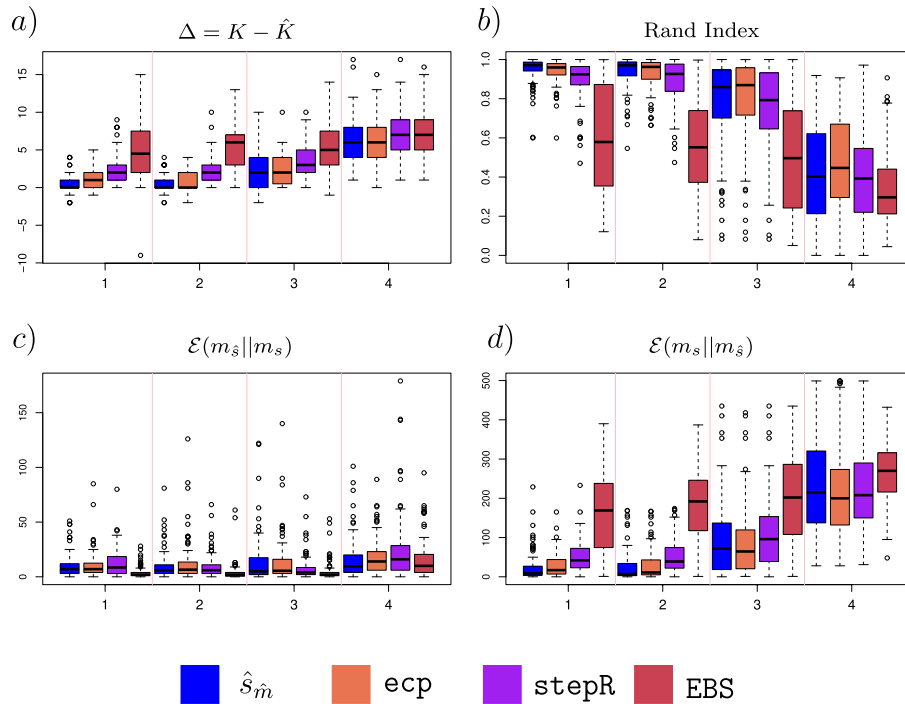 a)
Δ = K − K̂
15
10
5
0
−5
−10
1 2 3 4
b)
Rand Index
1.0
0.8
0.6
0.4
0.2
0.0
1 2 3 4
c)
ℰ(m_ŝ||m_s)
150
100
50
0
1 2 3 4
d)
ℰ(m_s||m_ŝ)
500
400
300
200
100
0
1 2 3 4
ŝ_m̂ ecp stepR EBS